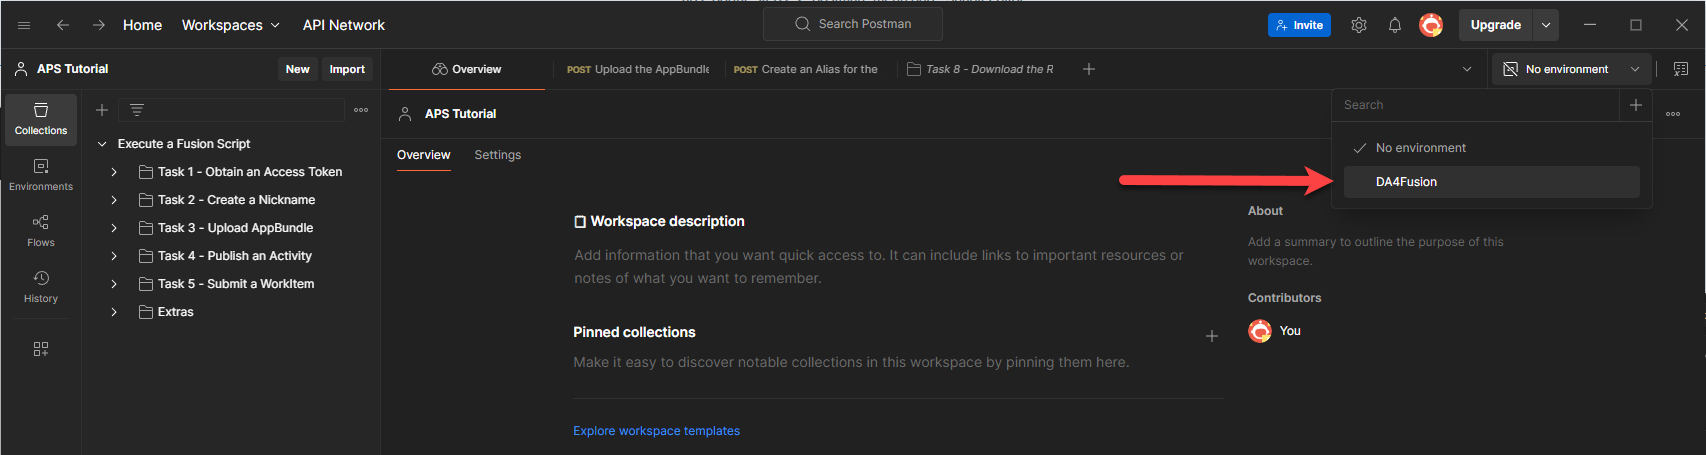 Home
Workspaces
API Network
Search Postman
Invite
Upgrade
APS Tutorial
New
Import
Overview
POST Upload the AppBundle
POST Create an Alias for the
Task 8 - Download the R
No environment
Collections
Environments
Flows
History
Execute a Fusion Script
Task 1 - Obtain an Access Token
Task 2 - Create a Nickname
Task 3 - Upload AppBundle
Task 4 - Publish an Activity
Task 5 - Submit a WorkItem
Extras
APS Tutorial
Overview
Settings
Workspace description
Add information that you want quick access to. It can include links to important resources or
notes of what you want to remember.
Pinned collections
Make it easy to discover notable collections in this workspace by pinning them here.
Explore workspace templates
Search
No environment
DA4Fusion
About
Add a summary to outline the purpose of this
workspace.
Contributors
You